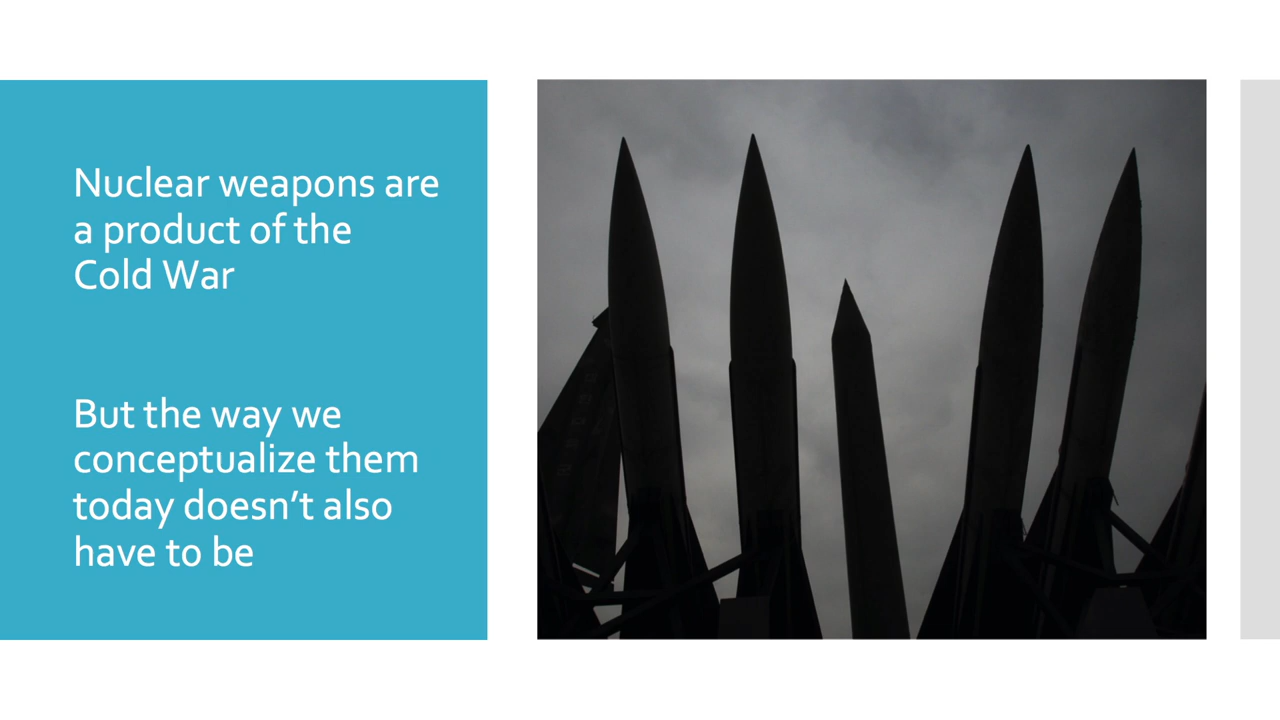 Nuclear weapons are
a product of the
Cold War
But the way we
conceptualize them
today doesn’t also
have to be